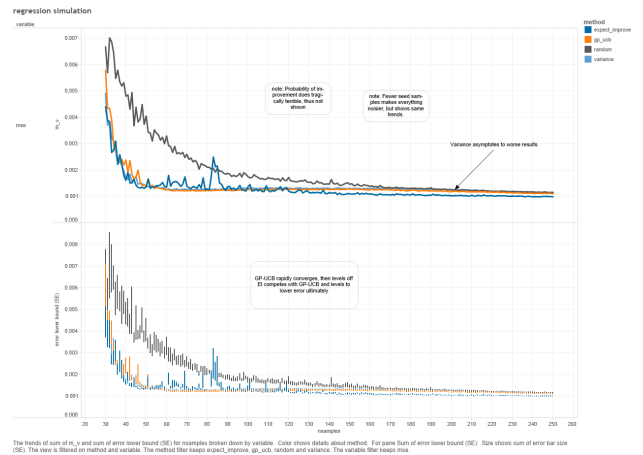 regression simulation
variable
method
expect_improve
gp_ucb
random
variance
0.007
0.006
0.005
0.004
0.003
0.002
0.001
0.000
mse
m_v
note: Probability of im-
provement does tragi-
cally terrible, thus not
shown
note: Fewer seed sam-
ples makes everything
noisier, but shows same
trends.
Variance asymptotes to worse results
0.008
0.007
0.006
0.005
0.004
0.003
0.002
0.001
0.000
error lower bound (SE)
GP-UCB rapidly converges, then levels off
EI competes with GP-UCB and levels to
lower error ultimately
20 30 40 50 60 70 80 90 100 110 120 130 140 150 160 170 180 190 200 210 220 230 240 250 260
nsamples
The trends of sum of m_v and sum of error lower bound (SE) for nsamples broken down by variable. Color shows details about method. For pane Sum of error lower bound (SE): Size shows sum of error bar size
(SE). The view is filtered on method and variable. The method filter keeps expect_improve, gp_ucb, random and variance. The variable filter keeps mse.